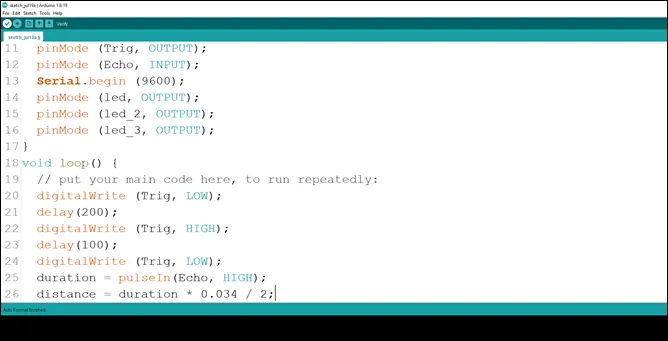 sketch_jul19a | Arduino 1.8.19
File Edit Sketch Tools Help
Verify
sketch_jul19a §
11 pinMode (Trig, OUTPUT);
12 pinMode (Echo, INPUT);
13 Serial.begin (9600);
14 pinMode (led, OUTPUT);
15 pinMode (led_2, OUTPUT);
16 pinMode (led_3, OUTPUT);
17 }
18 void loop() {
19 // put your main code here, to run repeatedly:
20 digitalWrite (Trig, LOW);
21 delay(200);
22 digitalWrite (Trig, HIGH);
23 delay(100);
24 digitalWrite (Trig, LOW);
25 duration = pulseIn(Echo, HIGH);
26 distance = duration * 0.034 / 2;
Auto Format finished.